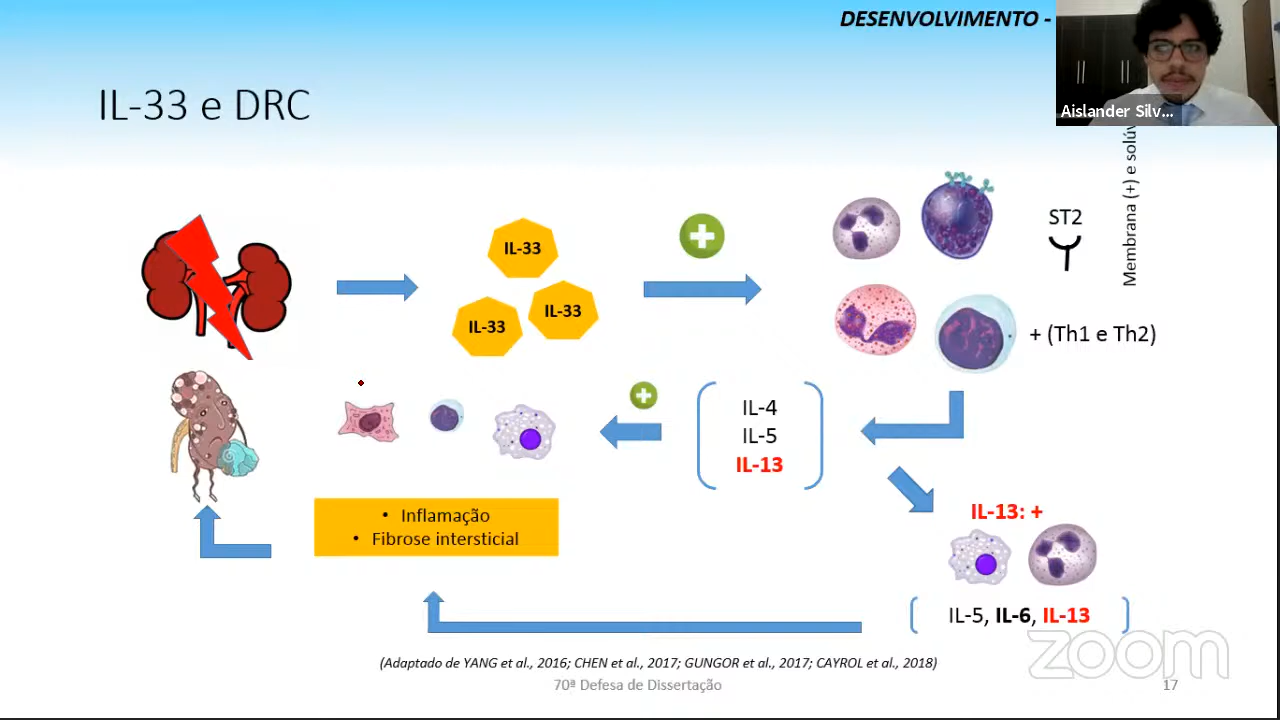 DESENVOLVIMENTO -
Aislander Silv...
IL-33 e DRC
Membrana (+) e solúv
IL-33
IL-33
IL-33
ST2
+ (Th1 e Th2)
IL-4
IL-5
IL-13
IL-13: +
• Inflamação
• Fibrose intersticial
IL-5, IL-6, IL-13
zoom
(Adaptado de YANG et al., 2016; CHEN et al., 2017; GUNGOR et al., 2017; CAYROL et al., 2018)
70ª Defesa de Dissertação
17